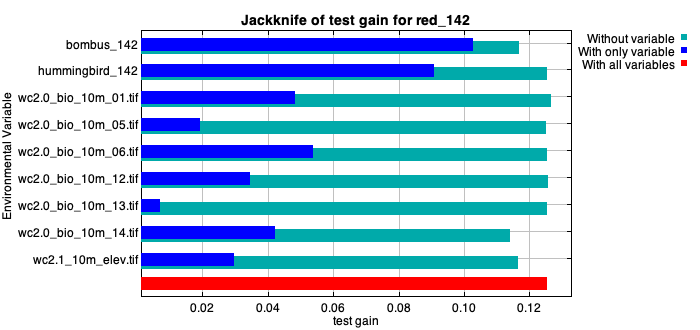 Jackknife of test gain for red_142
Without variable
With only variable
With all variables
Environmental Variable
bombus_142
hummingbird_142
wc2.0_bio_10m_01.tif
wc2.0_bio_10m_05.tif
wc2.0_bio_10m_06.tif
wc2.0_bio_10m_12.tif
wc2.0_bio_10m_13.tif
wc2.0_bio_10m_14.tif
wc2.1_10m_elev.tif
0.02 0.04 0.06 0.08 0.10 0.12
test gain